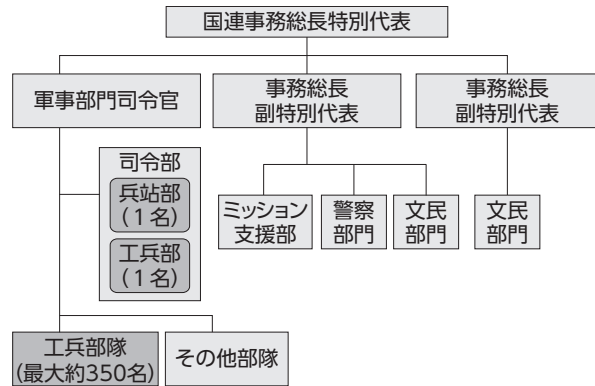 国連事務総長特別代表
軍事部門司令官
事務総長
副特別代表
事務総長
副特別代表
司令部
兵站部
(1名)
工兵部
(1名)
ミッション
支援部
警察
部門
文民
部門
文民
部門
工兵部隊
(最大約350名)
その他部隊